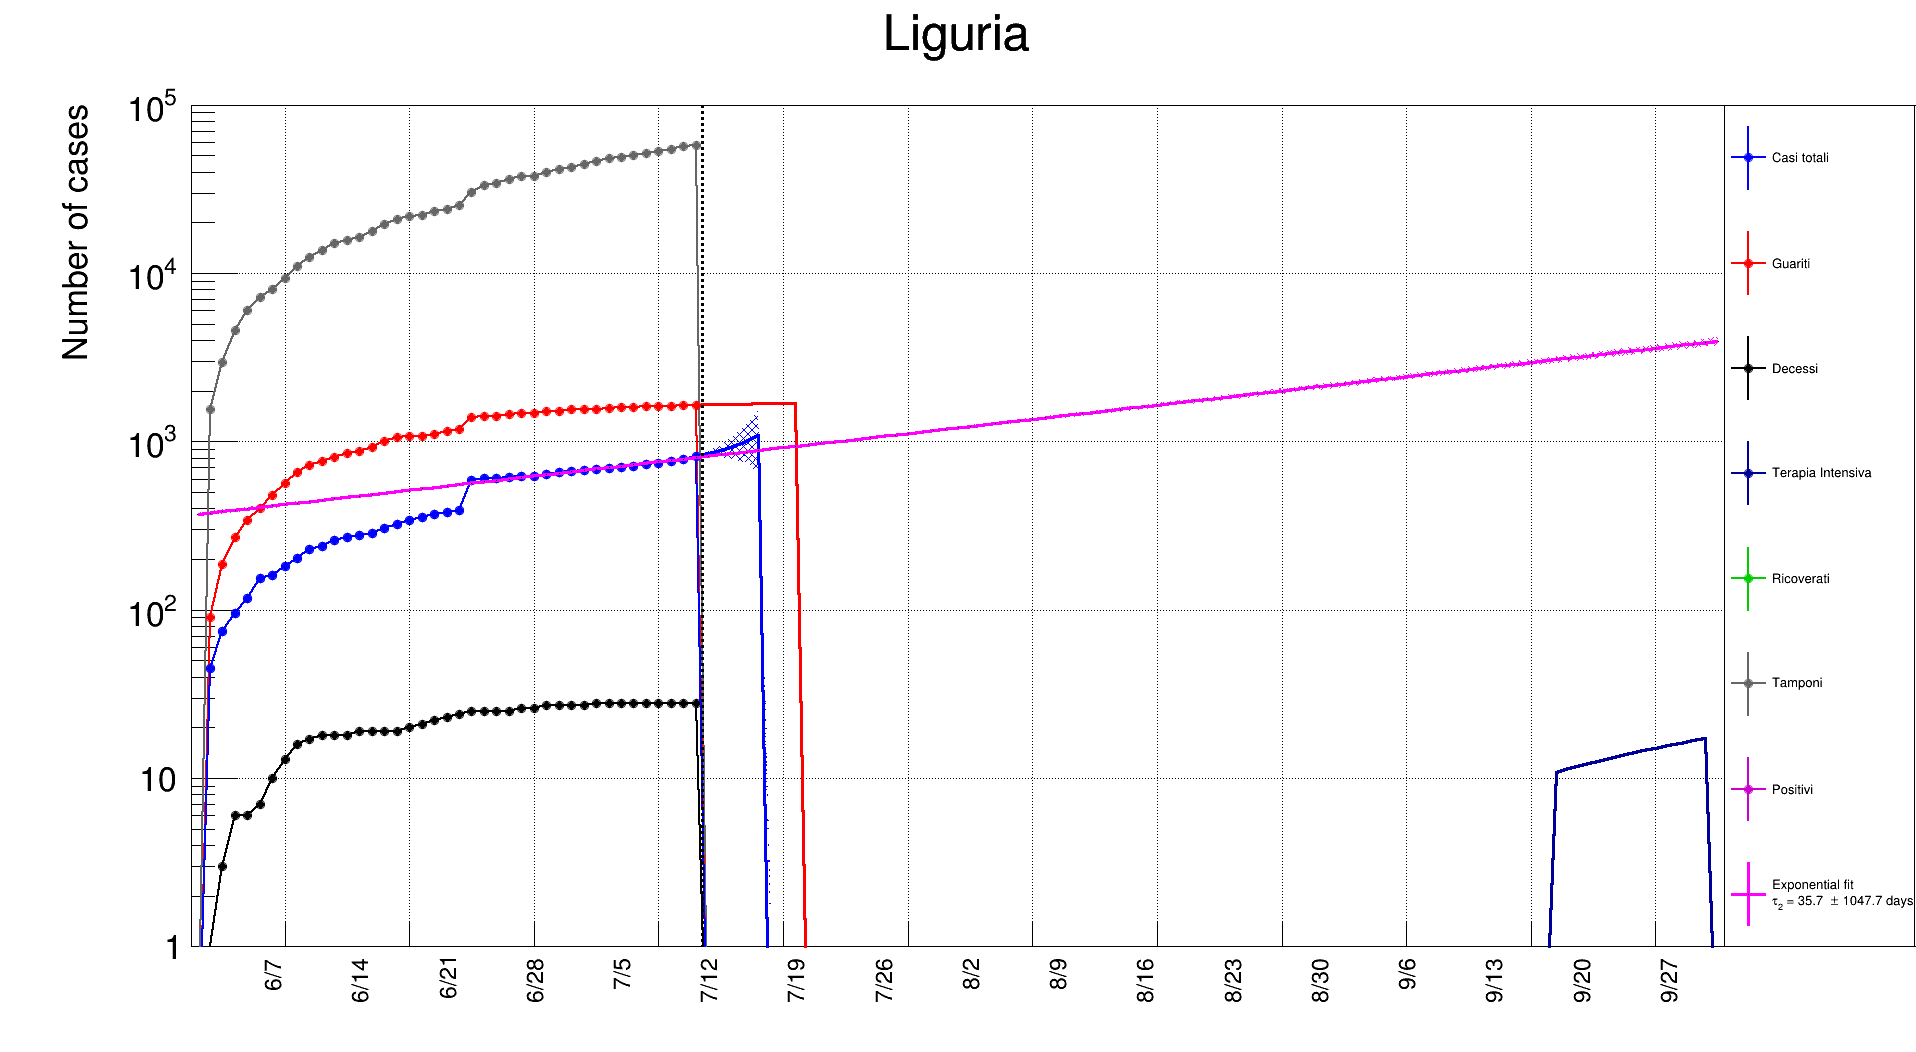 Liguria
Number of cases
10^5
10^4
10^3
10^2
10
1
6/7
6/14
6/21
6/28
7/5
7/12
7/19
7/26
8/2
8/9
8/16
8/23
8/30
9/6
9/13
9/20
9/27
Casi totali
Guariti
Decessi
Terapia Intensiva
Ricoverati
Tamponi
Positivi
Exponential fit
τ_2 = 35.7 ± 1047.7 days